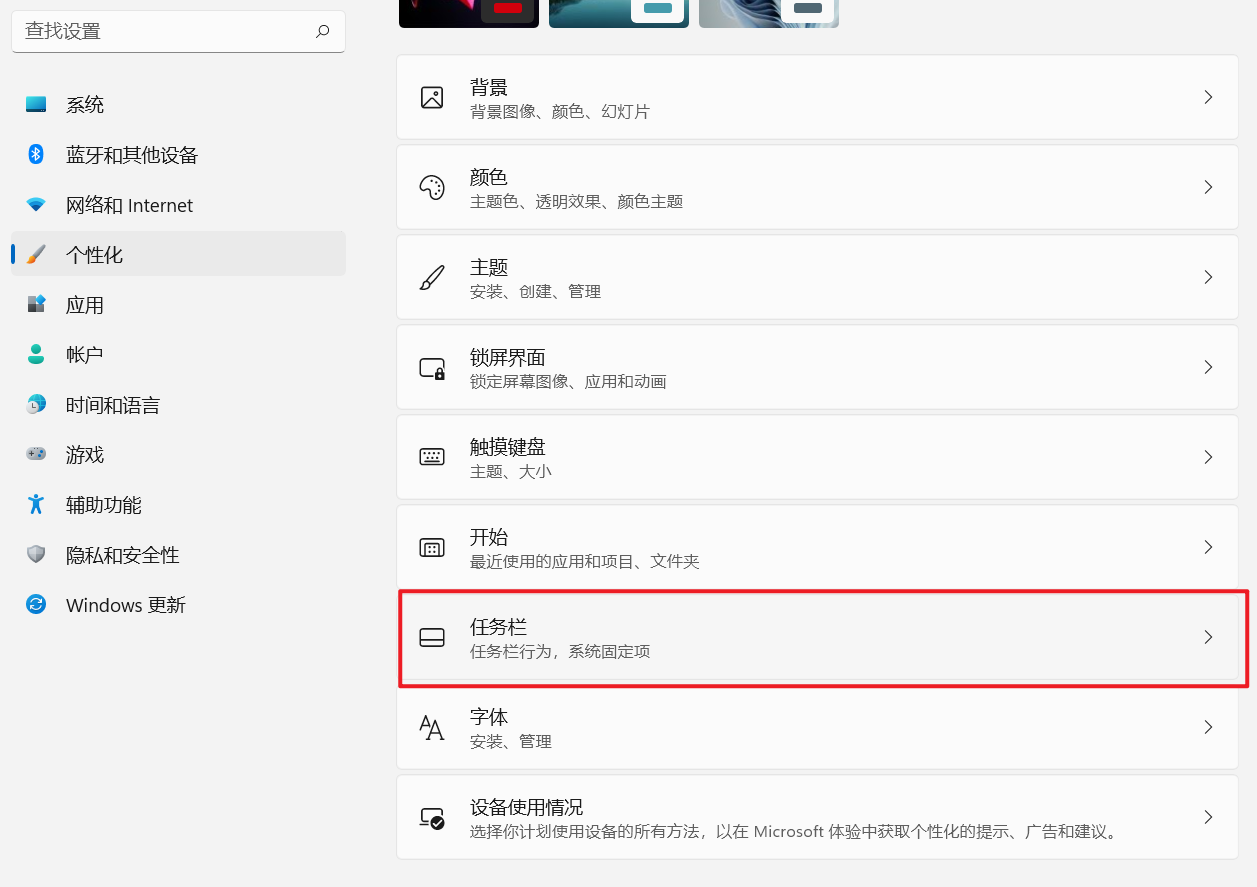 查找设置
系统
蓝牙和其他设备
网络和 Internet
个性化
应用
帐户
时间和语言
游戏
辅助功能
隐私和安全性
Windows 更新
背景
背景图像、颜色、幻灯片
颜色
主题色、透明效果、颜色主题
主题
安装、创建、管理
锁屏界面
锁定屏幕图像、应用和动画
触摸键盘
主题、大小
开始
最近使用的应用和项目、文件夹
任务栏
任务栏行为，系统固定项
字体
安装、管理
设备使用情况
选择你计划使用设备的所有方法，以在 Microsoft 体验中获取个性化的提示、广告和建议。